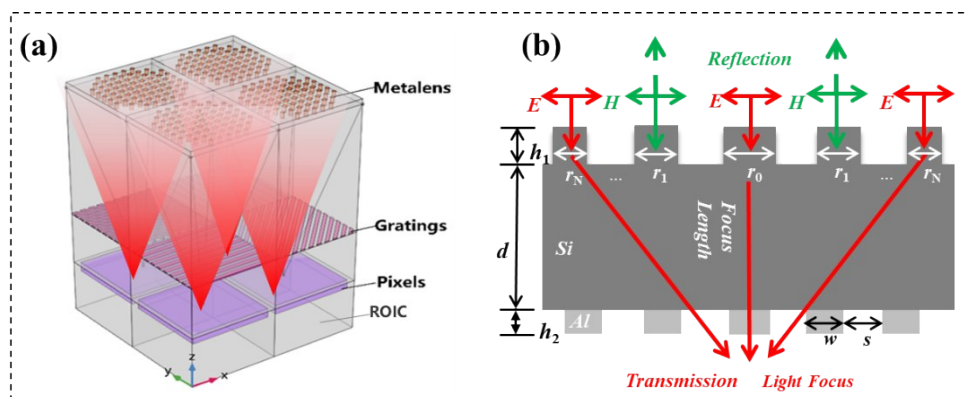 (a)
Metalens
Gratings
Pixels
ROIC
z
y
x
(b)
Reflection
E H E H E
h1
rN ... r1 r0 r1 ... rN
Focus
Length
d
Si
h2
Al
w s
Transmission Light Focus